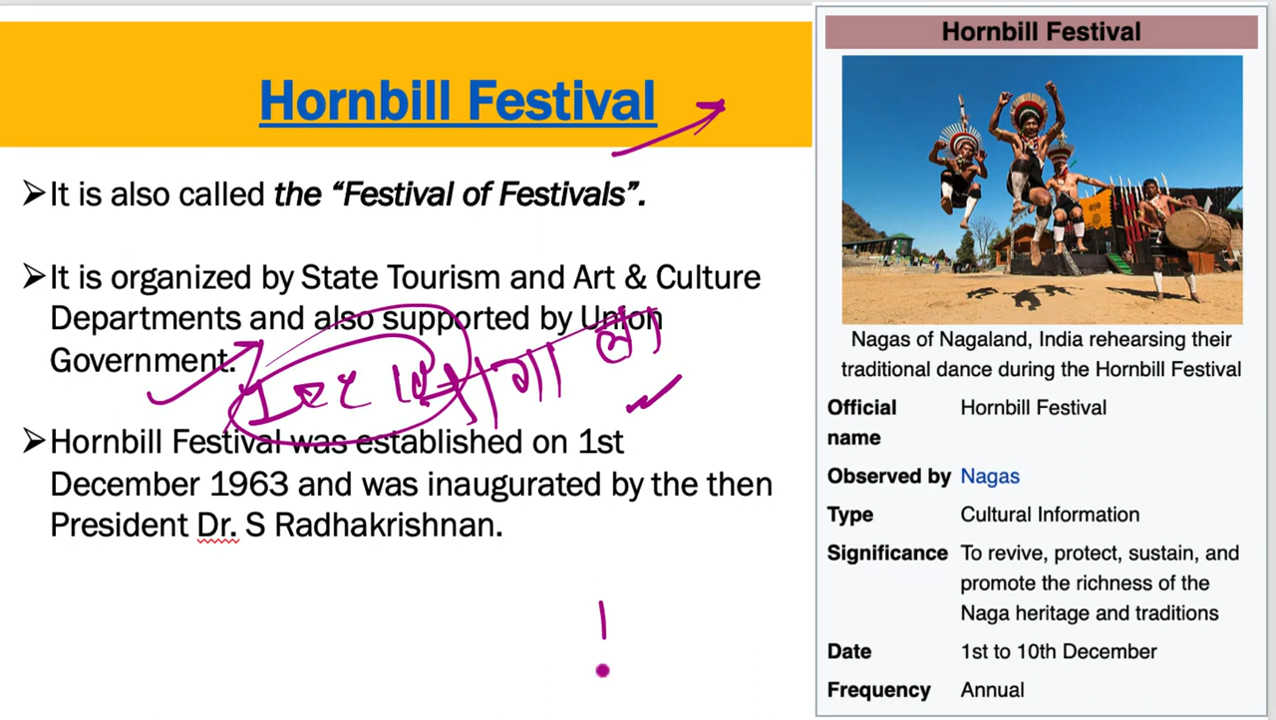 Hornbill Festival
➢It is also called the “Festival of Festivals”.
➢It is organized by State Tourism and Art & Culture
Departments and also supported by Union
Government.
➢Hornbill Festival was established on 1st
December 1963 and was inaugurated by the then
President Dr. S Radhakrishnan.
Hornbill Festival
Nagas of Nagaland, India rehearsing their
traditional dance during the Hornbill Festival
Official name Hornbill Festival
Observed by Nagas
Type Cultural Information
Significance To revive, protect, sustain, and
promote the richness of the
Naga heritage and traditions
Date 1st to 10th December
Frequency Annual